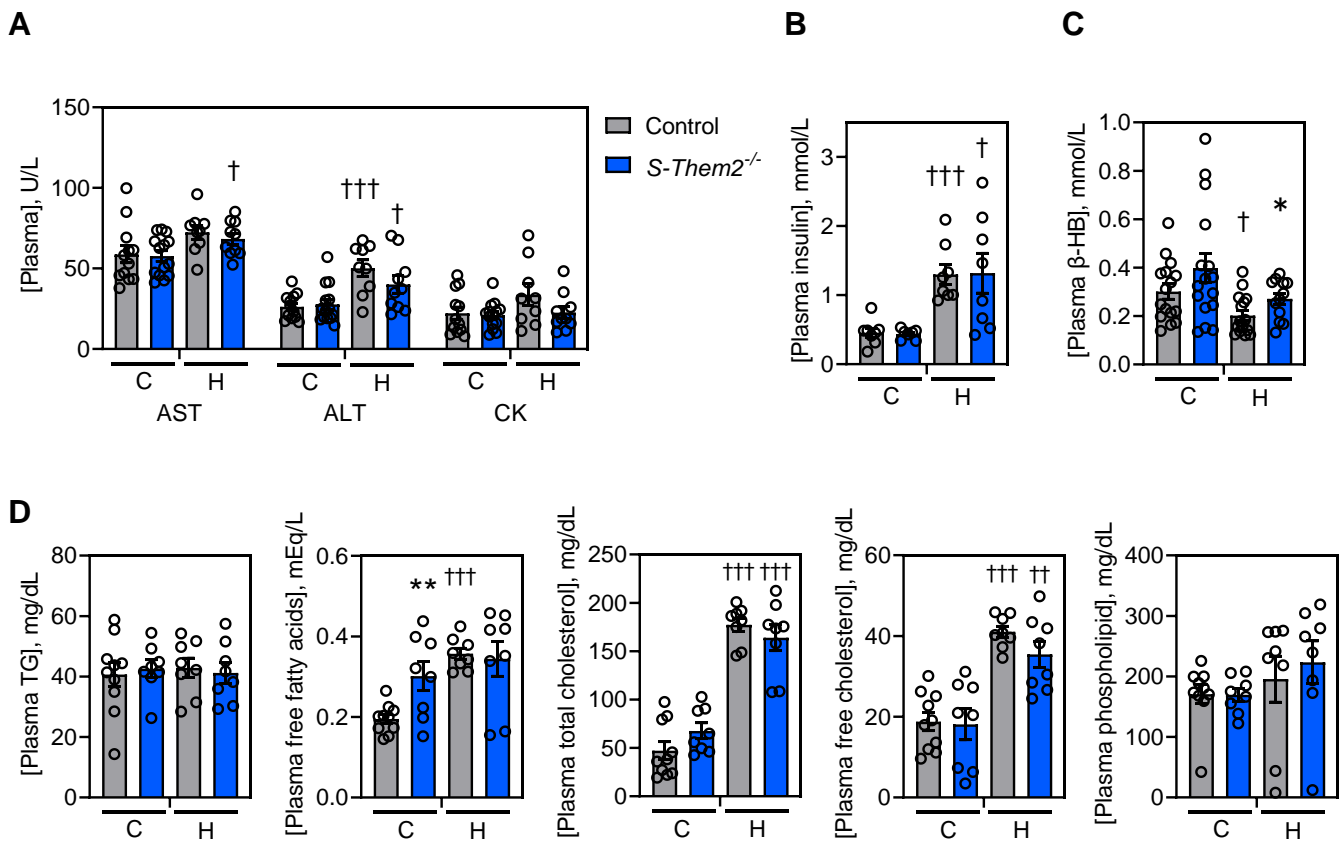 A
[Plasma], U/L
150
100
50
0
†
†††
†
C H C H C H
AST ALT CK
Control
S-Them2-/-
B
[Plasma insulin], mmol/L
3
2
1
0
†††
†
C H
C
[Plasma β-HB], mmol/L
1.0
0.8
0.6
0.4
0.2
0.0
†
*
C H
D
[Plasma TG], mg/dL
80
60
40
20
0
C H
[Plasma free fatty acids], mEq/L
0.6
0.4
0.2
0.0
**
†††
C H
[Plasma total cholesterol], mg/dL
250
200
150
100
50
0
††† †††
C H
[Plasma free cholesterol], mg/dL
60
40
20
0
†††
††
C H
[Plasma phospholipid], mg/dL
400
300
200
100
0
C H